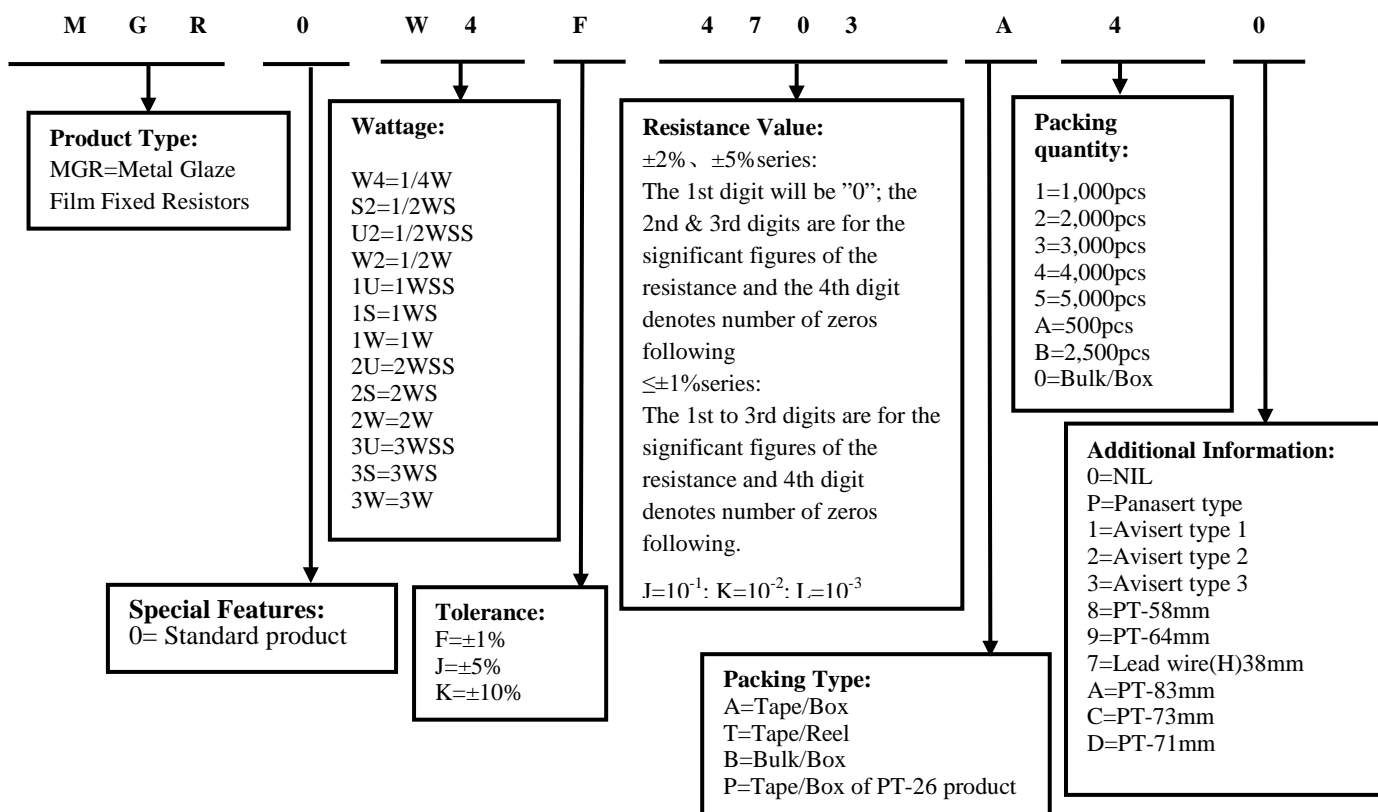 M G R 0 W 4 F 4 7 0 3 A 4 0
Product Type:
MGR=Metal Glaze
Film Fixed Resistors
Wattage:
W4=1/4W
S2=1/2WS
U2=1/2WSS
W2=1/2W
1U=1WSS
1S=1WS
1W=1W
2U=2WSS
2S=2WS
2W=2W
3U=3WSS
3S=3WS
3W=3W
Resistance Value:
±2%、±5%series:
The 1st digit will be ”0”; the
2nd & 3rd digits are for the
significant figures of the
resistance and the 4th digit
denotes number of zeros
following
≤±1%series:
The 1st to 3rd digits are for the
significant figures of the
resistance and 4th digit
denotes number of zeros
following.
J=10⁻¹; K=10⁻²; L=10⁻³
Packing
quantity:
1=1,000pcs
2=2,000pcs
3=3,000pcs
4=4,000pcs
5=5,000pcs
A=500pcs
B=2,500pcs
0=Bulk/Box
Special Features:
0= Standard product
Tolerance:
F=±1%
J=±5%
K=±10%
Packing Type:
A=Tape/Box
T=Tape/Reel
B=Bulk/Box
P=Tape/Box of PT-26 product
Additional Information:
0=NIL
P=Panasert type
1=Avisert type 1
2=Avisert type 2
3=Avisert type 3
8=PT-58mm
9=PT-64mm
7=Lead wire(H)38mm
A=PT-83mm
C=PT-73mm
D=PT-71mm